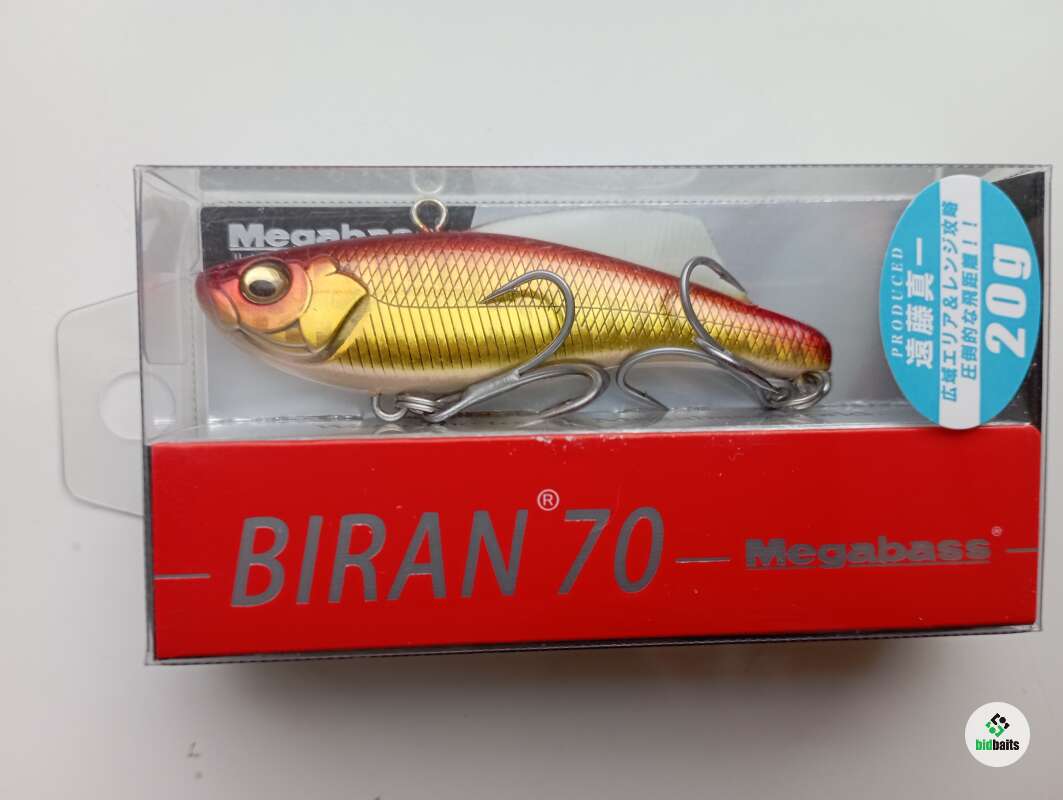 Megabass
PRODUCED
遠藤真一
広域エリア&レンジ攻略
圧倒的な飛距離!!
20g
BIRAN® 70
Megabass®
bidbaits